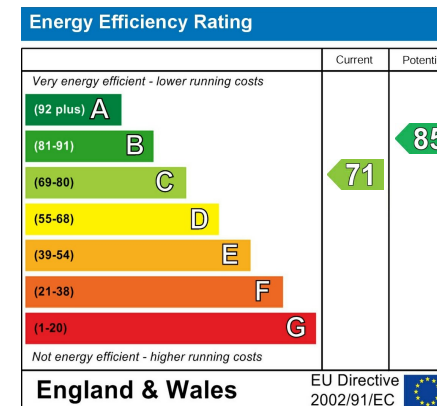 Energy Efficiency Rating
Current
Very energy efficient - lower running costs
(92 plus) A
(81-91) B
85
(69-80) C
71
(55-68) D
(39-54) E
(21-38) F
(1-20) G
Not energy efficient - higher running costs
England & Wales
EU Directive
2002/91/EC